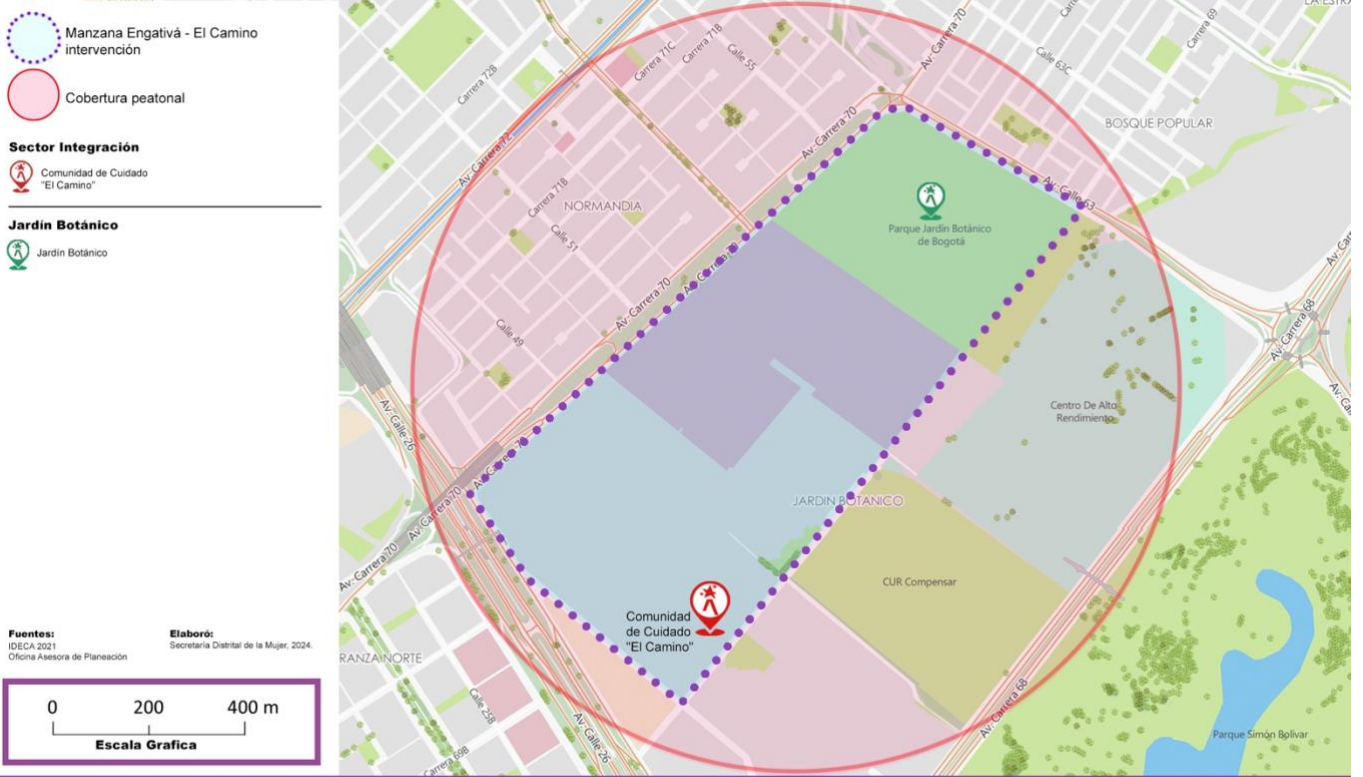 Manzana Engativá - El Camino
intervención
Cobertura peatonal
Sector Integración
Comunidad de Cuidado
"El Camino"
Jardín Botánico
Jardín Botánico
Fuentes:
IDECA 2021
Oficina Asesora de Planeación
Elaboró:
Secretaría Distrital de la Mujer, 2024.
0 200 400 m
Escala Grafica
Carrera 72B
Carrera 71C
Carrera 71B
Calle 55
Av. Carrera 70
Calle 63C
Carrera 69
BOSQUE POPULAR
Av. Carrera 72
Av. Carrera 70
Carrera 71B
NORMANDIA
Calle 51
Av. Calle 63
Parque Jardín Botánico
de Bogotá
Av. Carrera 70
Calle 49
Av. Carrera 68
Centro De Alto
Rendimiento
Av. Calle 26
Av. Carrera 70
Av. Carrera 70
JARDIN BOTANICO
CUR Compensar
Comunidad
de Cuidado
"El Camino"
RANZA NORTE
Calle 25B
Av. Calle 26
Carrera 69B
Av. Carrera 68
Parque Simón Bolívar